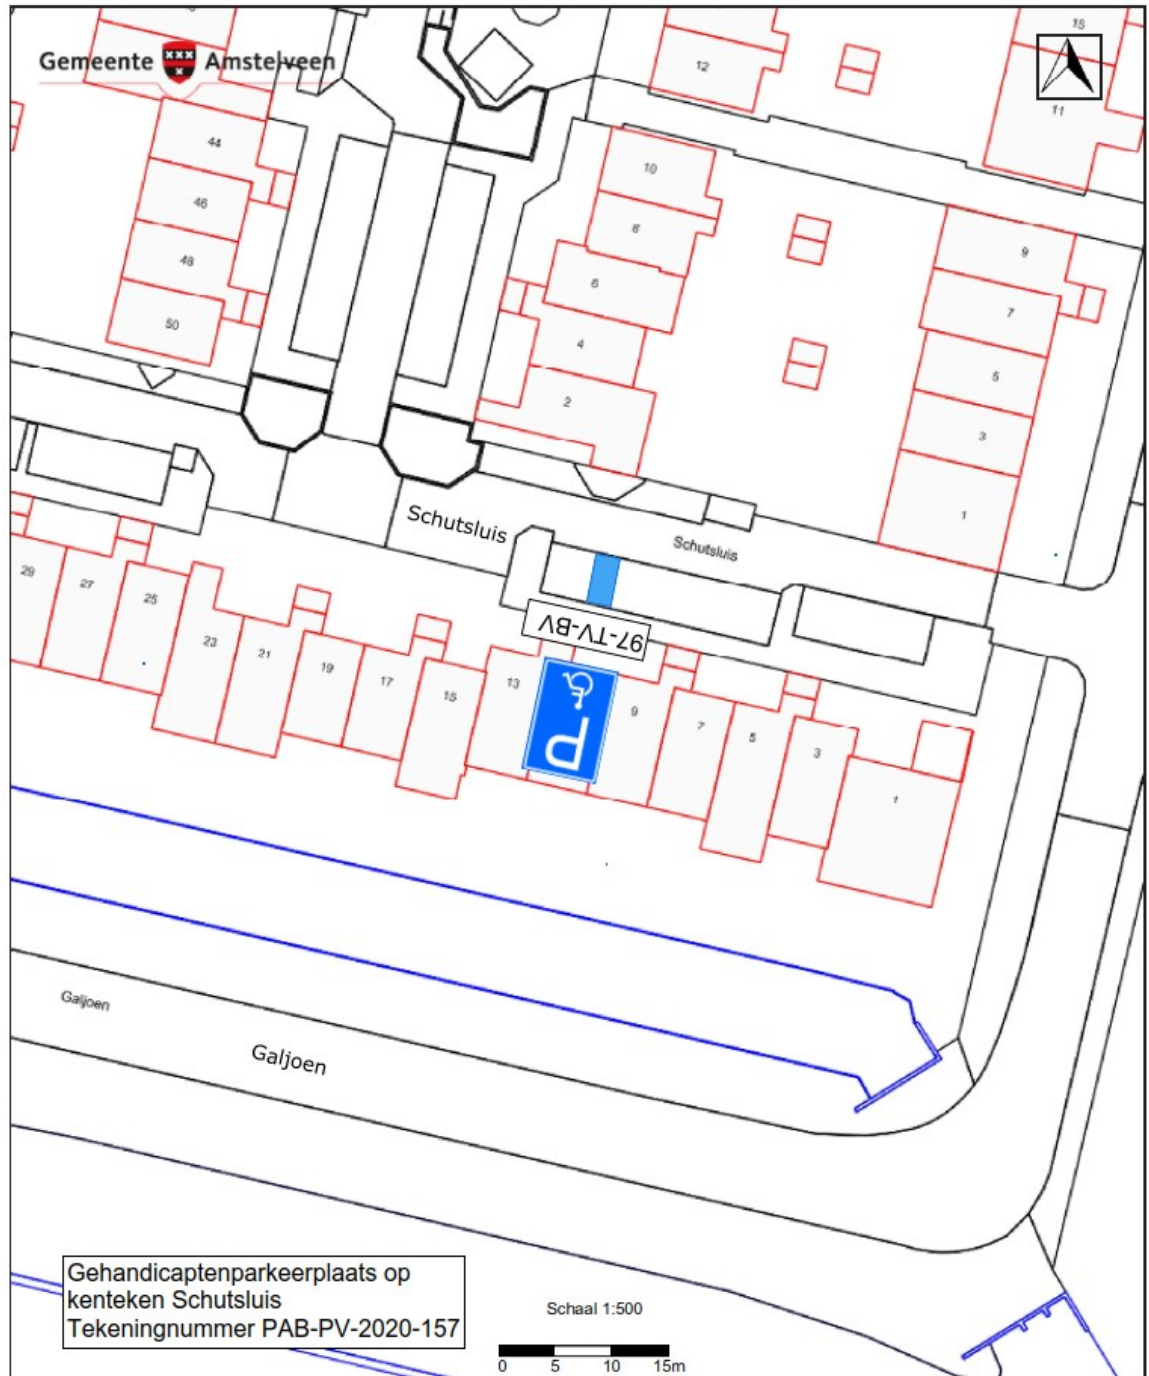 Gemeente Amstelveen
15
12
11
44
10
46
8
9
48
6
7
50
4
5
2
3
1
Schutsluis
Schutsluis
29
27
25
23
21
19
17
15
13
97-TV-BV
P
9
7
5
3
1
Galjoen
Galjoen
Gehandicaptenparkeerplaats op
kenteken Schutsluis
Tekeningnummer PAB-PV-2020-157
Schaal 1:500
0 5 10 15m